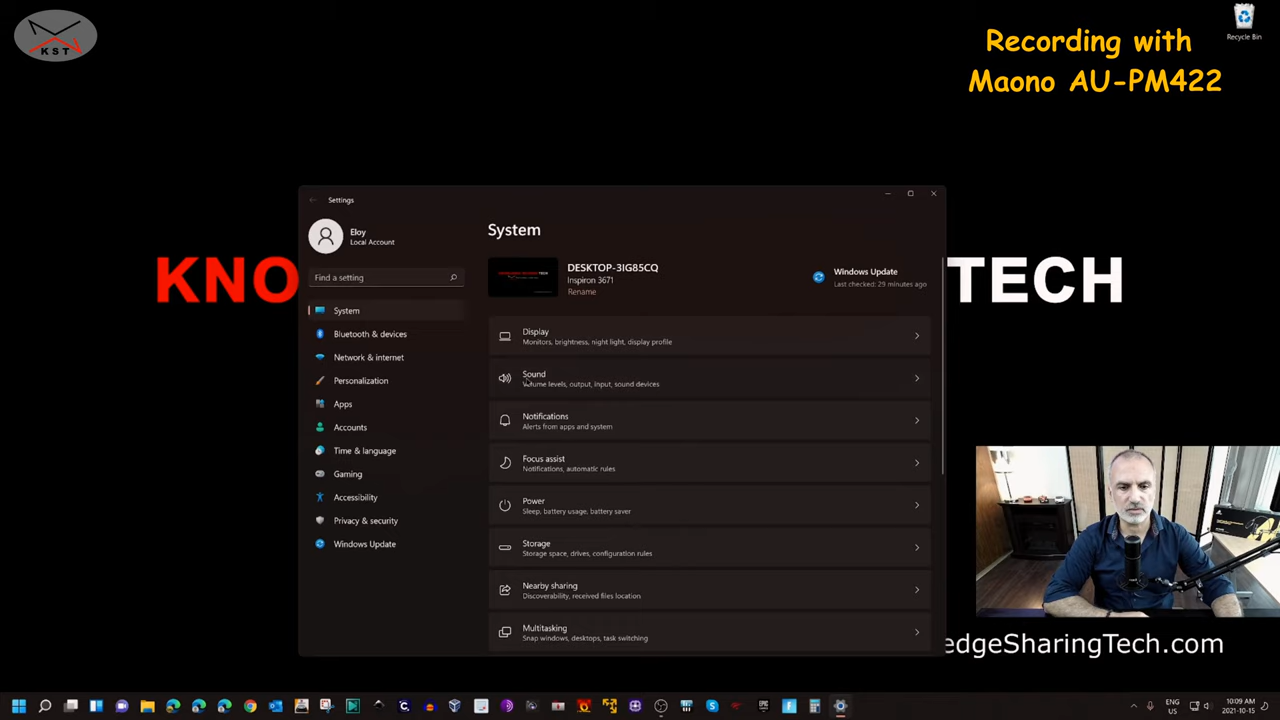 KST
Recording with
Maono AU-PM422
Recycle Bin
KNO
TECH
edgeSharingTech.com
Settings
Eloy
Local Account
Find a setting
System
Bluetooth & devices
Network & internet
Personalization
Apps
Accounts
Time & language
Gaming
Accessibility
Privacy & security
Windows Update
System
DESKTOP-3IG85CQ
Inspiron 3671
Rename
Windows Update
Last checked: 29 minutes ago
Display
Monitors, brightness, night light, display profile
Sound
Volume levels, output, input, sound devices
Notifications
Alerts from apps and system
Focus assist
Notifications, automatic rules
Power
Sleep, battery usage, battery saver
Storage
Storage space, drives, configuration rules
Nearby sharing
Discoverability, received files location
Multitasking
Snap windows, desktops, task switching
ENG
US
10:09 AM
2021-10-15